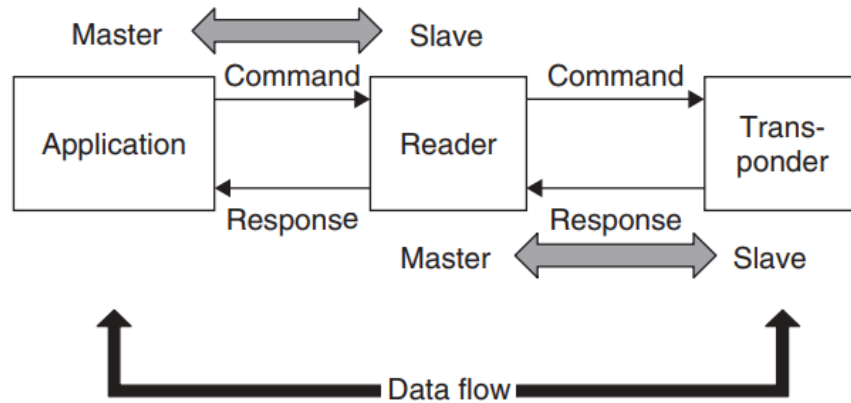 Master
Slave
Command
Command
Application
Reader
Trans-
ponder
Response
Response
Master
Slave
Data flow